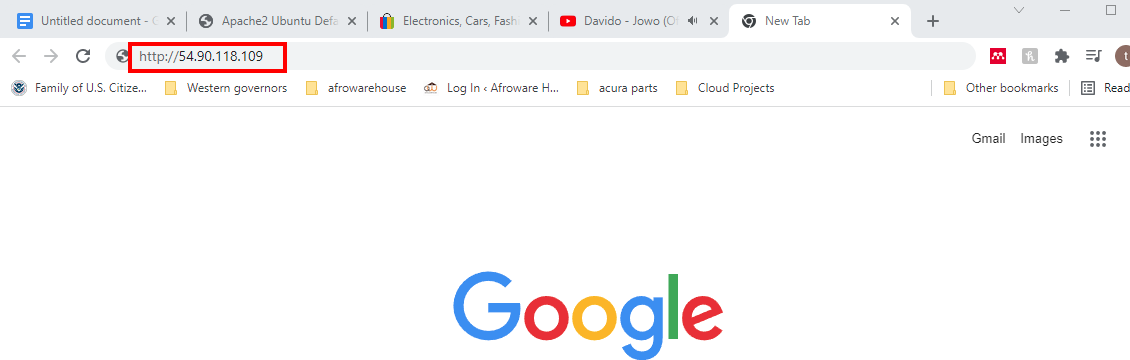 Untitled document - G
Apache2 Ubuntu Defa
Electronics, Cars, Fashi
Davido - Jowo (Of
New Tab
http://54.90.118.109
t
Family of U.S. Citize...
Western governors
afrowarehouse
Log In ‹ Afroware H...
acura parts
Cloud Projects
Other bookmarks
Read
Gmail
Images
Google